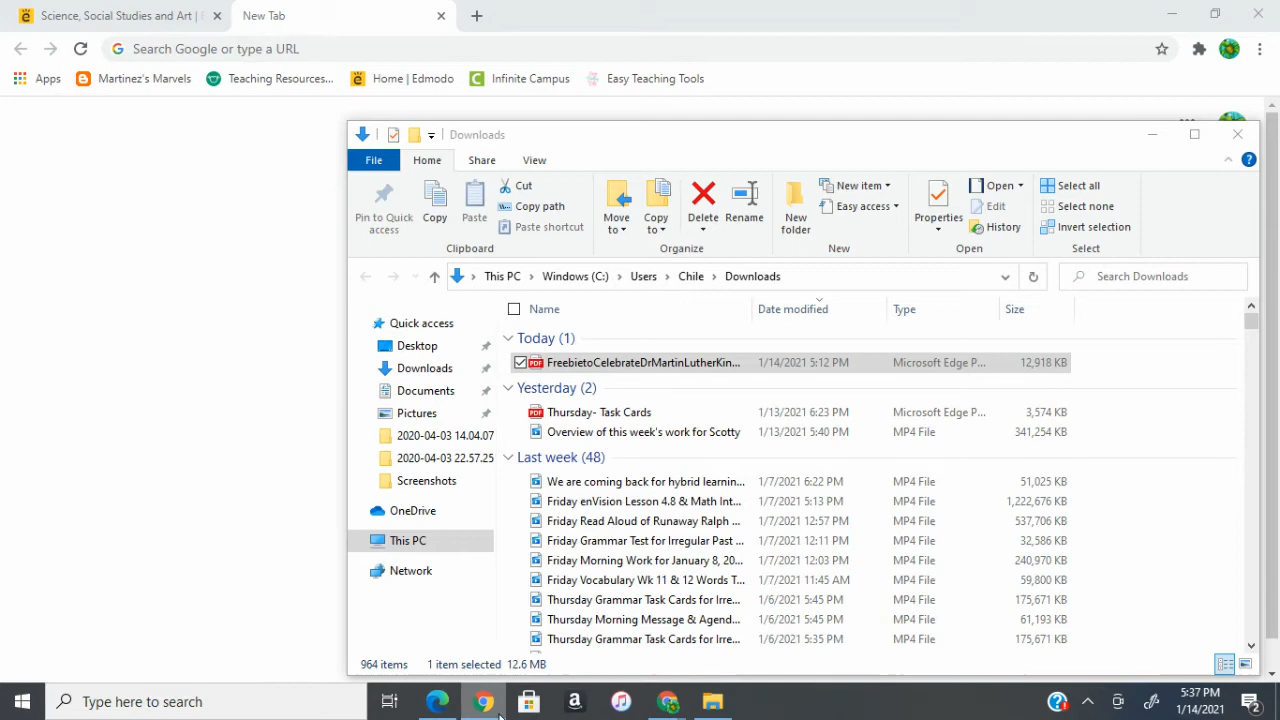 Science, Social Studies and Art |
New Tab
Search Google or type a URL
Apps
Martinez's Marvels
Teaching Resources...
Home | Edmodo
Infinite Campus
Easy Teaching Tools
Downloads
File
Home
Share
View
Pin to Quick access
Copy
Paste
Cut
Copy path
Paste shortcut
Move to
Copy to
Delete
Rename
New folder
New item
Easy access
Properties
Open
Edit
History
Select all
Select none
Invert selection
Clipboard
Organize
New
Open
Select
This PC > Windows (C:) > Users > Chile > Downloads
Search Downloads
Name Date modified Type Size
Quick access
Desktop
Downloads
Documents
Pictures
2020-04-03 14.04.07
2020-04-03 22.57.25
Screenshots
OneDrive
This PC
Network
Today (1)
FreebietoCelebrateDrMartinLutherKin... 1/14/2021 5:12 PM Microsoft Edge P... 12,918 KB
Yesterday (2)
Thursday- Task Cards 1/13/2021 6:23 PM Microsoft Edge P... 3,574 KB
Overview of this week's work for Scotty 1/13/2021 5:40 PM MP4 File 341,254 KB
Last week (48)
We are coming back for hybrid learnin... 1/7/2021 6:22 PM MP4 File 51,025 KB
Friday enVision Lesson 4.8 & Math Int... 1/7/2021 5:13 PM MP4 File 1,222,676 KB
Friday Read Aloud of Runaway Ralph ... 1/7/2021 12:57 PM MP4 File 537,706 KB
Friday Grammar Test for Irregular Past ... 1/7/2021 12:11 PM MP4 File 32,586 KB
Friday Morning Work for January 8, 20... 1/7/2021 12:03 PM MP4 File 240,970 KB
Friday Vocabulary Wk 11 & 12 Words T... 1/7/2021 11:45 AM MP4 File 59,800 KB
Thursday Grammar Task Cards for Irre... 1/6/2021 5:45 PM MP4 File 175,671 KB
Thursday Morning Message & Agend... 1/6/2021 5:45 PM MP4 File 61,193 KB
Thursday Grammar Task Cards for Irre... 1/6/2021 5:35 PM MP4 File 175,671 KB
964 items 1 item selected 12.6 MB
Type here to search
5:37 PM
1/14/2021
2